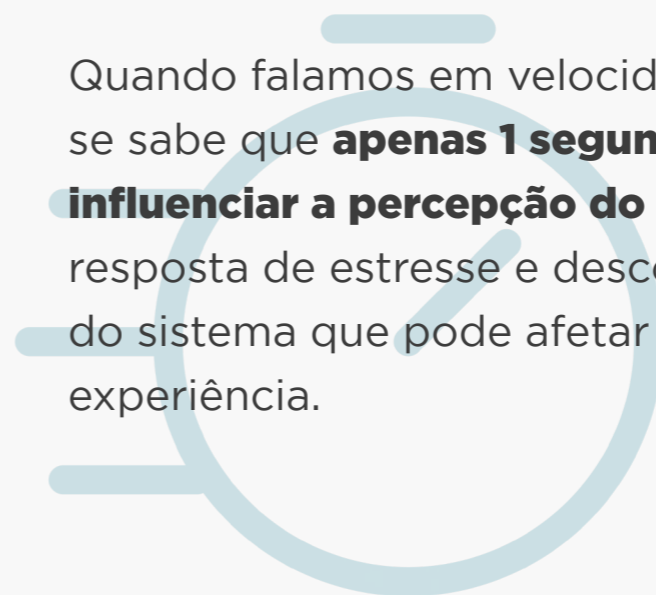 Quando falamos em velocid
se sabe que apenas 1 segun
influenciar a percepção do
resposta de estresse e desc
do sistema que pode afetar
experiência.